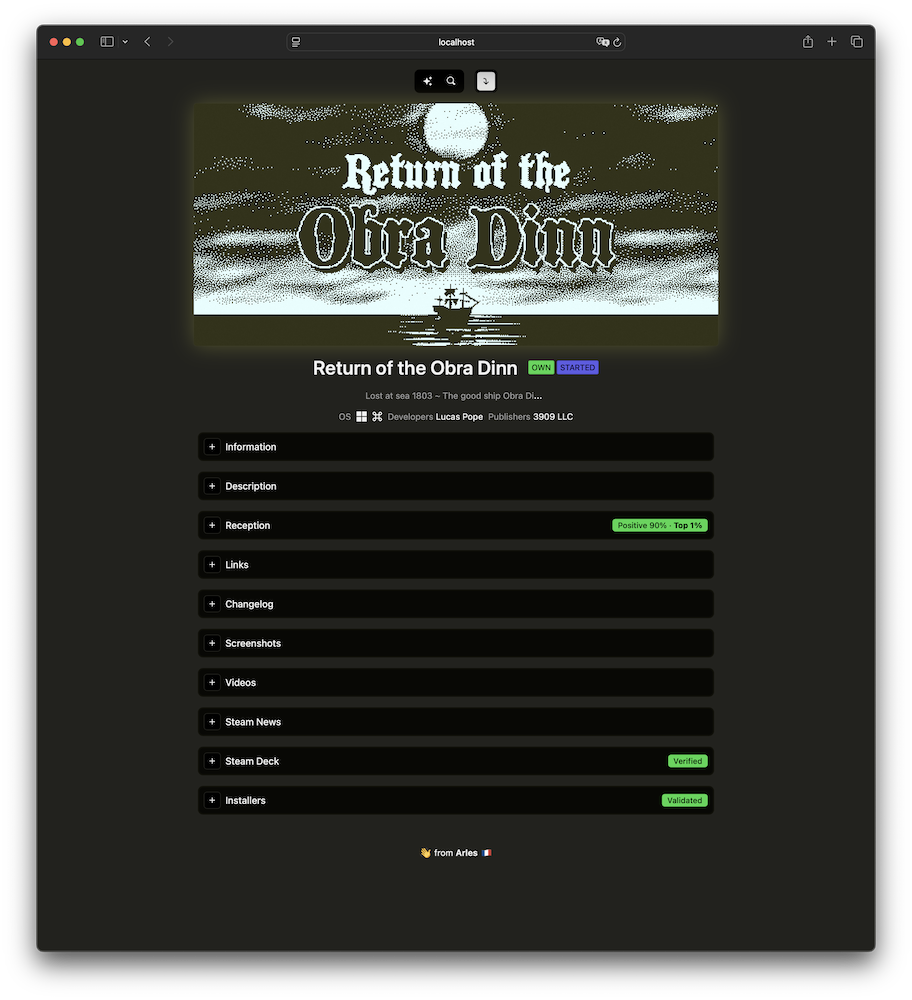 localhost
Return of the
Obra Dinn
Return of the Obra Dinn OWN STARTED
Lost at sea 1803 ~ The good ship Obra Di...
OS Developers Lucas Pope Publishers 3909 LLC
+ Information
+ Description
+ Reception Positive 90% · Top 1%
+ Links
+ Changelog
+ Screenshots
+ Videos
+ Steam News
+ Steam Deck Verified
+ Installers Validated
👋 from Arles 🇫🇷